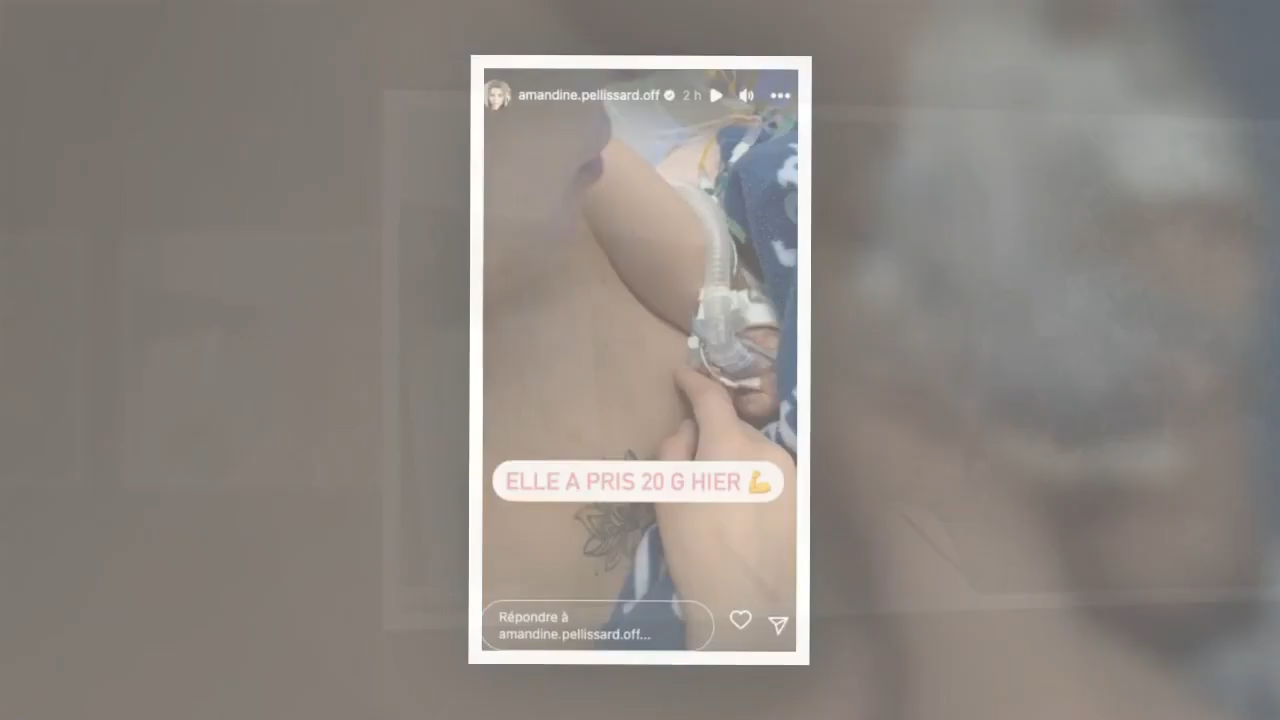 amandine.pellissard.off 2 h
ELLE A PRIS 20 G HIER 💪
Répondre à
amandine.pellissard.off...